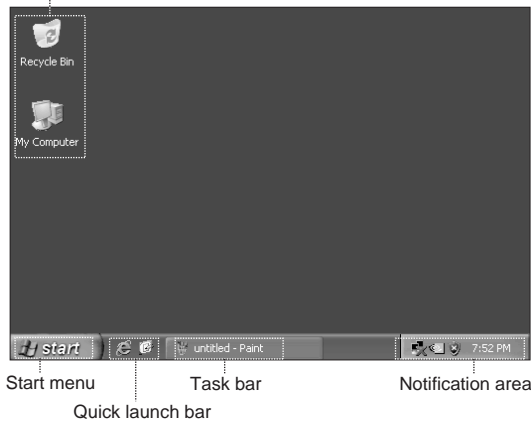 Recycle Bin
My Computer
start
untitled - Paint
7:52 PM
Start menu
Task bar
Notification area
Quick launch bar